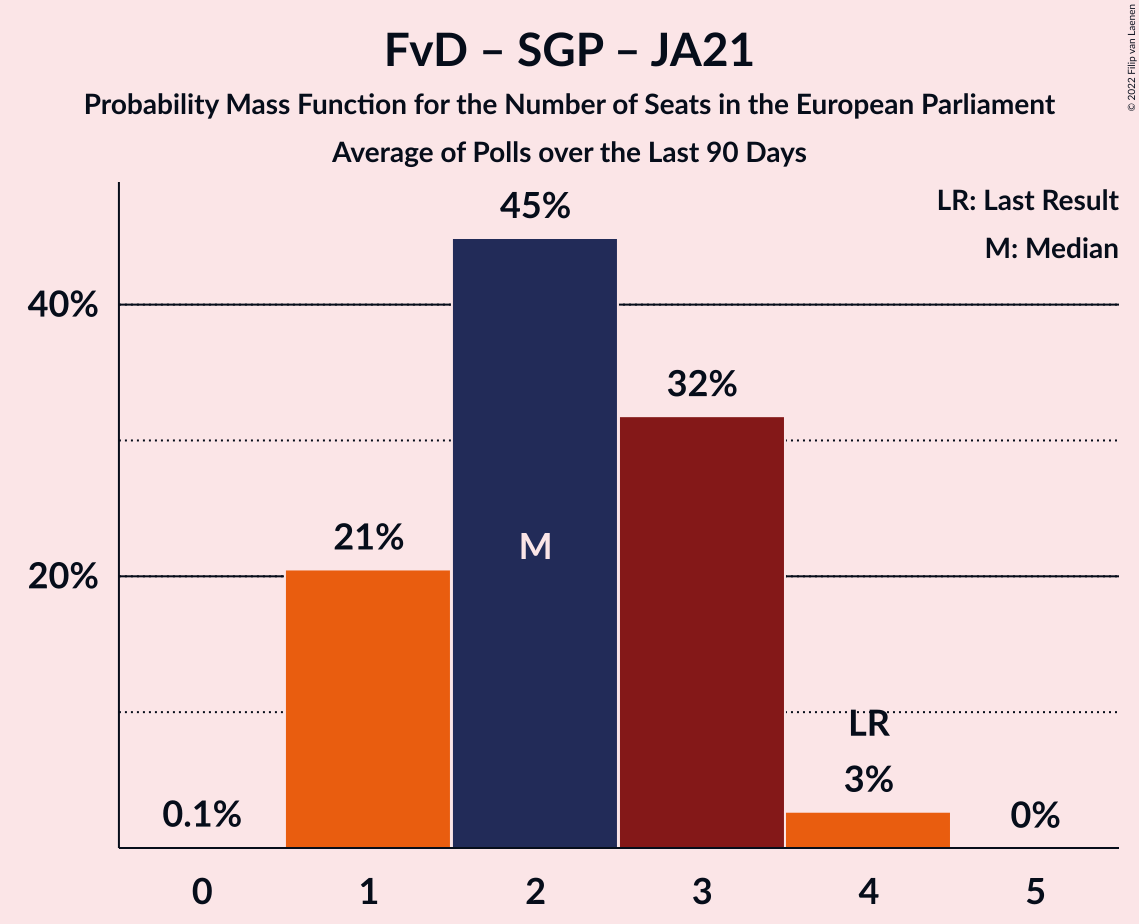 FvD – SGP – JA21
Probability Mass Function for the Number of Seats in the European Parliament
Average of Polls over the Last 90 Days
© 2022 Filip van Laenen
LR: Last Result
M: Median
45%
40%
32%
21%
M
20%
LR
3%
0.1%
0%
0 1 2 3 4 5